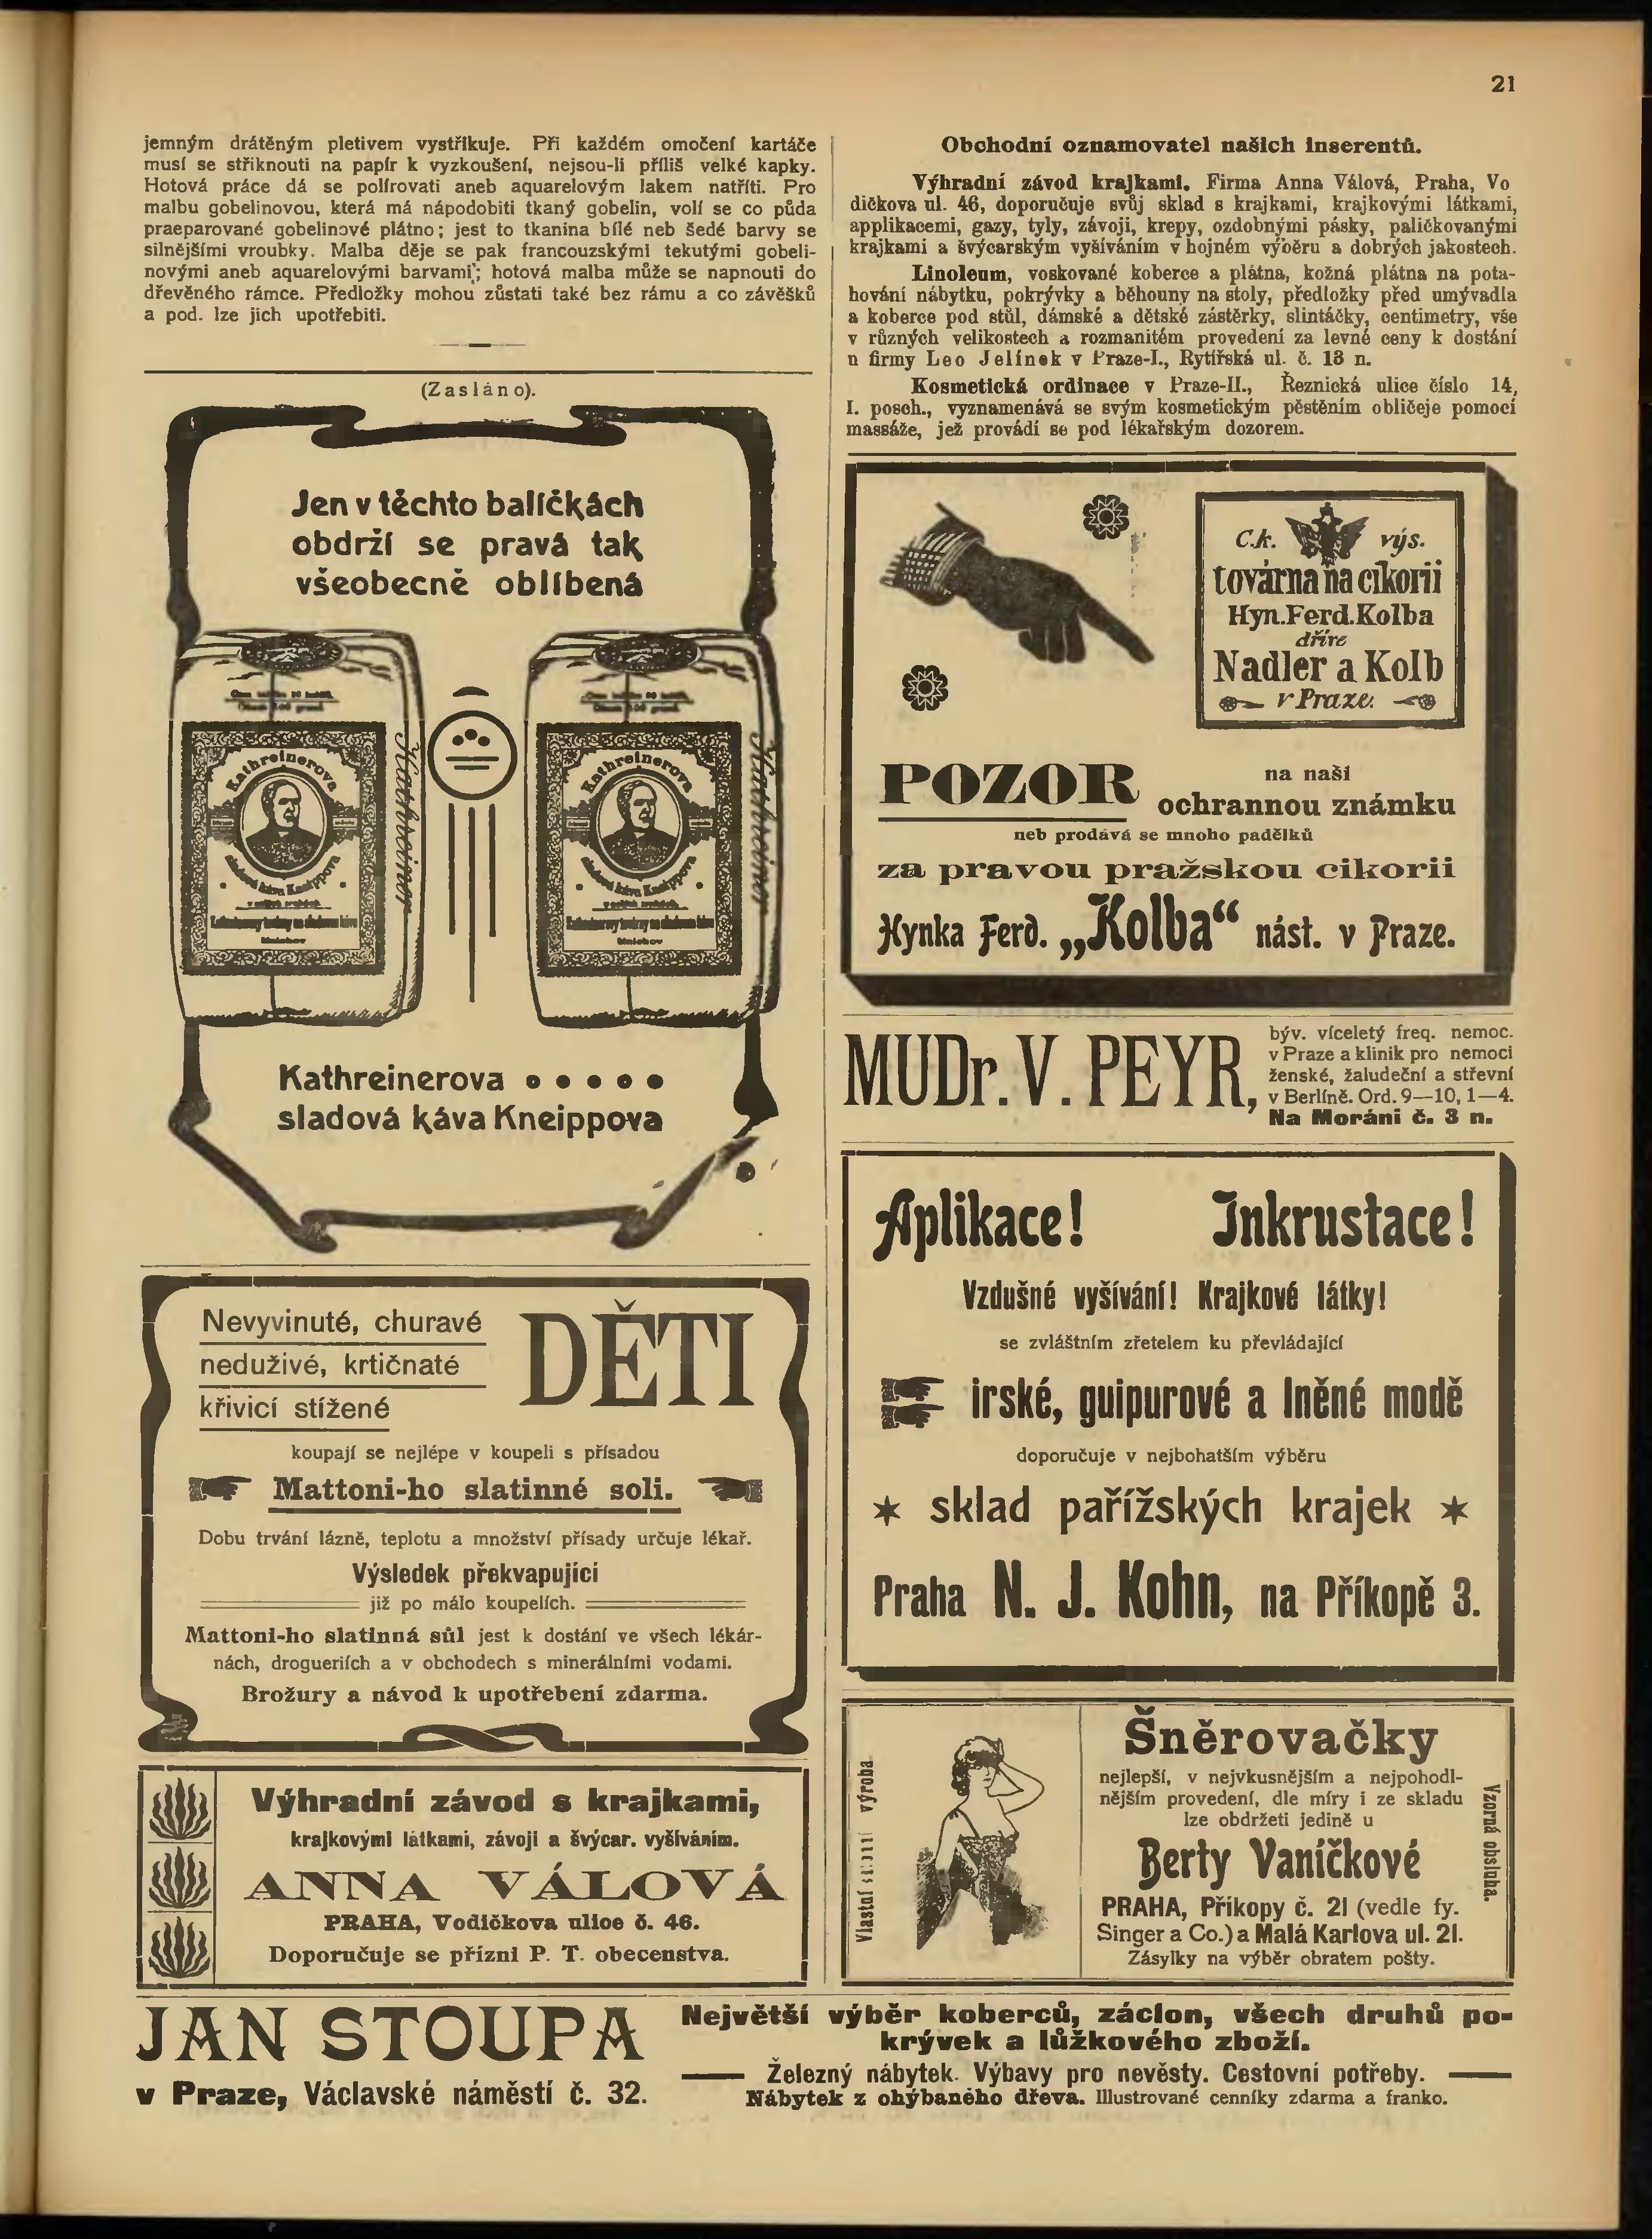 21
jemným drátěným pletivem vystřikuje. Při každém omočení kartáče
musí se střiknouti na papír k vyzkoušení, nejsou-li příliš velké kapky.
Hotová práce dá se polírovati aneb aquarelovým lakem natříti. Pro
malbu gobelinovou, která má nápodobiti tkaný gobelin, volí se co půda
praeparované gobelinové plátno; jest to tkanina bílé neb šedé barvy se
silnějšími vroubky. Malba děje se pak francouzskými tekutými gobeli-
novými aneb aquarelovými barvami; hotová malba může se napnouti do
dřevěného rámce. Předložky mohou zůstati také bez rámu a co závěšků
a pod. lze jich upotřebiti.
(Zasláno).
Jen v těchto balíčkách
obdrží se pravá tak
všeobecně oblíbená
Kathreinerova
Kathreiner
Kathreinerova
Kathreiner
Kathreinerova
sladová káva Kneippova
Nevyvinuté, churavé
neduživé, krtičnaté
křivicí stížené
DĚTI
koupají se nejlépe v koupeli s přísadou
Mattoni-ho slatinné soli.
Dobu trvání lázně, teplotu a množství přísady určuje lékař.
Výsledek překvapující
již po málo koupelích.
Mattoni-ho slatinná sůl jest k dostání ve všech lékár-
nách, drogueriích a v obchodech s minerálními vodami.
Brožury a návod k upotřebení zdarma.
Výhradní závod s krajkami,
krajkovými látkami, závoji a švýcar. vyšíváním.
ANNA VÁLOVÁ
PRAHA, Vodičkova ulice č. 46.
Doporučuje se přízni P. T. obecenstva.
Obchodní oznamovatel našich inserentů.
Výhradní závod krajkami. Firma Anna Válová, Praha, Vo
dičkova ul. 46, doporučuje svůj sklad s krajkami, krajkovými látkami,
applikacemi, gazy, tyly, závoji, krepy, ozdobnými pásky, paličkovanými
krajkami a švýcarským vyšíváním v hojném výběru a dobrých jakostech.
Linoleum, voskované koberce a plátna, kožná plátna na pota-
hování nábytku, pokrývky a běhouny na stoly, předložky před umývadla
a koberce pod stůl, dámské a dětské zástěrky, slintáčky, centimetry, vše
v různých velikostech a rozmanitém provedení za levné ceny k dostání
u firmy Leo Jelínek v Praze-I., Rytířská ul. č. 13 n.
Kosmetická ordinace v Praze-II., Řeznická ulice číslo 14,
I. posch., vyznamenává se svým kosmetickým pěstěním obličeje pomocí
massáže, jež provádí se pod lékařským dozorem.
C.k. výs.
továrna na cikorii
Hyn.Ferd.Kolba
dříve
Nadler a Kolb
v Praze.
POZOR na naši
ochrannou známku
neb prodává se mnoho padělků
za pravou pražskou cikorii
Hynka Ferd. „Kolba“ nást. v Praze.
MUDr. V. PEYR,
býv. víceletý freq. nemoc.
v Praze a klinik pro nemoci
ženské, žaludeční a střevní
v Berlíně. Ord. 9—10, 1—4.
Na Moráni č. 3 n.
Aplikace! Inkrustace!
Vzdušné vyšívání! Krajkové látky!
se zvláštním zřetelem ku převládající
irské, guipurové a lněné modě
doporučuje v nejbohatším výběru
sklad pařížských krajek
Praha N. J. Kohn, na Příkopě 3.
Vlastní výroba
Šněrovačky
nejlepší, v nejvkusnějším a nejpohodl-
nějším provedení, dle míry i ze skladu
lze obdržeti jedině u
Berty Vaníčkové
PRAHA, Příkopy č. 21 (vedle fy.
Singer a Co.) a Malá Karlova ul. 21.
Zásylky na výběr obratem pošty.
Vzorná obsluha.
JAN STOUPA
v Praze, Václavské náměstí č. 32.
Největší výběr koberců, záclon, všech druhů po-
krývek a lůžkového zboží.
Železný nábytek. Výbavy pro nevěsty. Cestovní potřeby.
Nábytek z ohýbaného dřeva. Illustrované cenníky zdarma a franko.